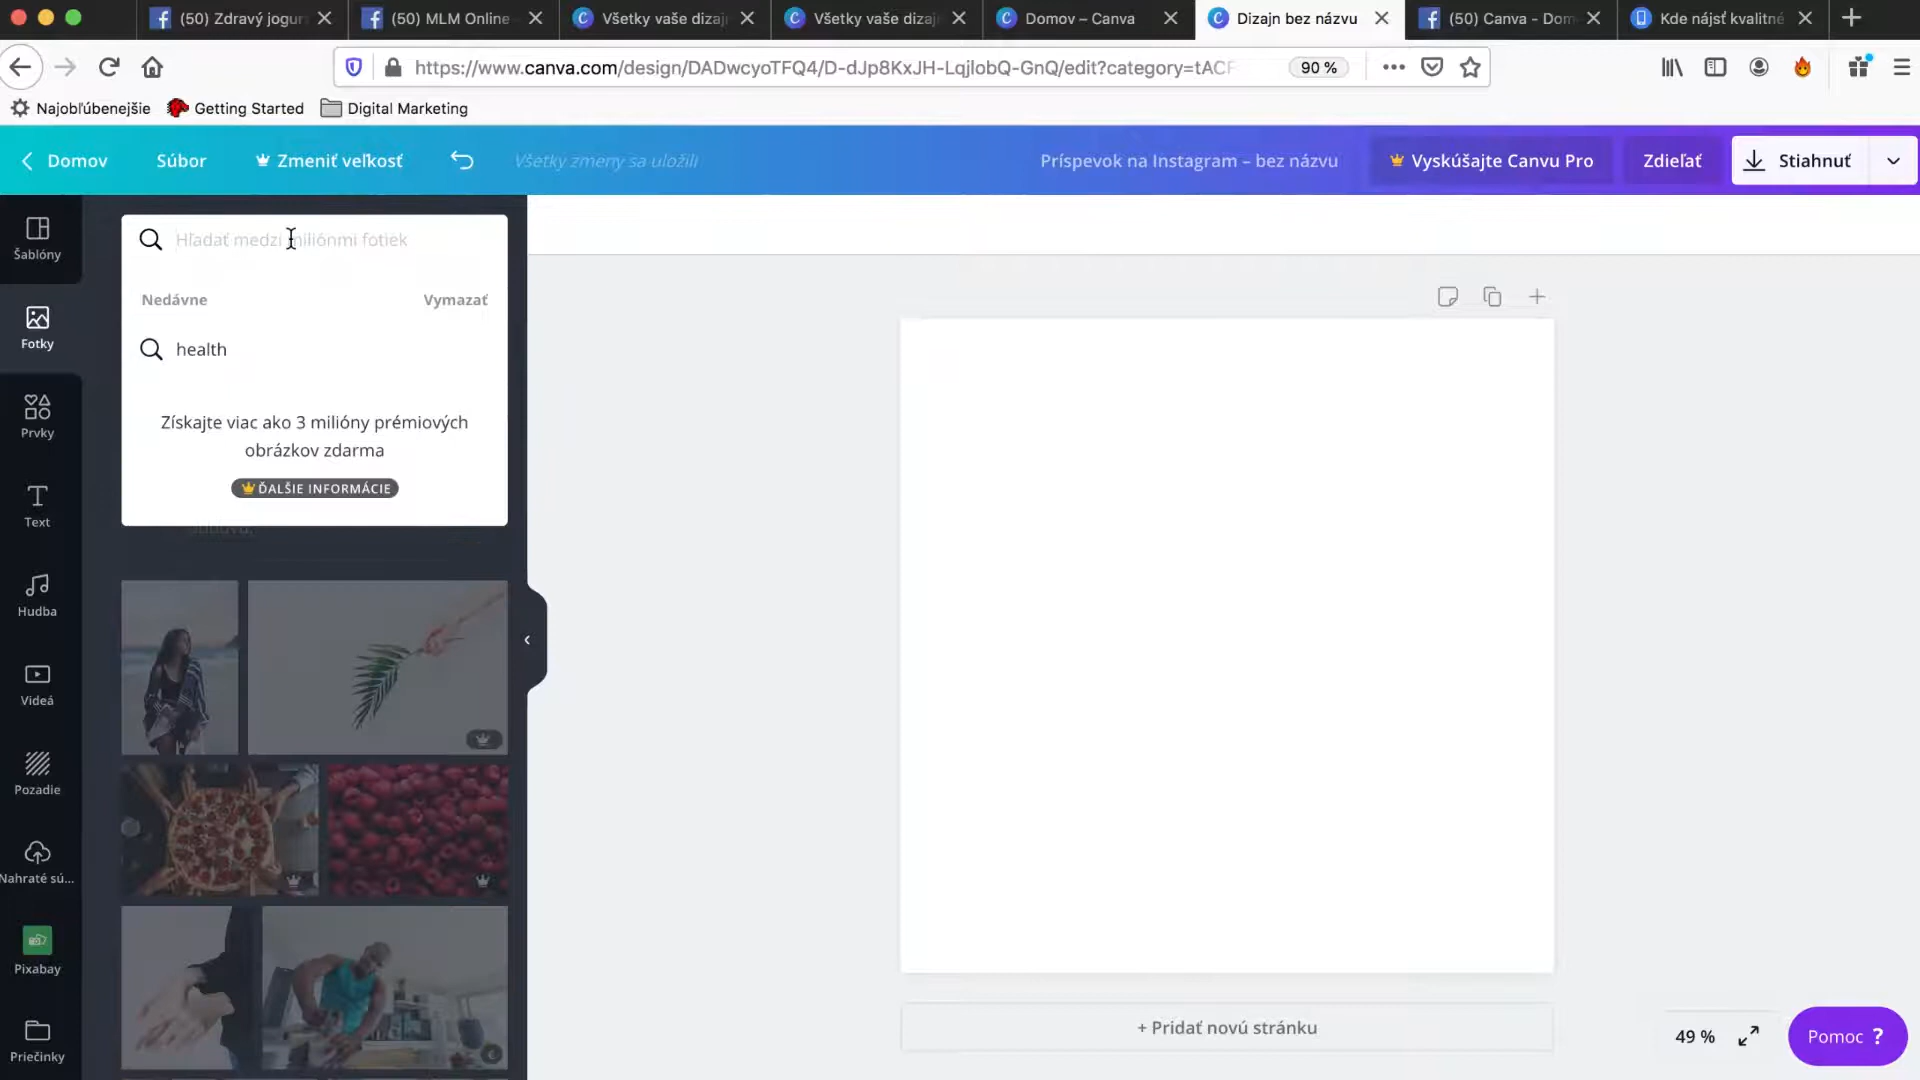 (50) Zdravý jogur
(50) MLM Online
Všetky vaše dizaj
Všetky vaše dizaj
Domov – Canva
Dizajn bez názvu
(50) Canva - Dom
Kde nájsť kvalitné
https://www.canva.com/design/DADwcyoTFQ4/D-dJp8KxJH-LqjlobQ-GnQ/edit?category=tACF
90 %
Najobľúbenejšie
Getting Started
Digital Marketing
Domov
Súbor
Zmeniť veľkosť
Všetky zmeny sa uložili
Príspevok na Instagram – bez názvu
Vyskúšajte Canvu Pro
Zdieľať
Stiahnuť
Šablóny
Fotky
Prvky
Text
Hudba
Videá
Pozadie
Nahraté sú...
Pixabay
Priečinky
Hľadať medzi miliónmi fotiek
Nedávne
Vymazať
health
Získajte viac ako 3 milióny prémiových
obrázkov zdarma
ĎALŠIE INFORMÁCIE
+ Pridať novú stránku
49 %
Pomoc ?